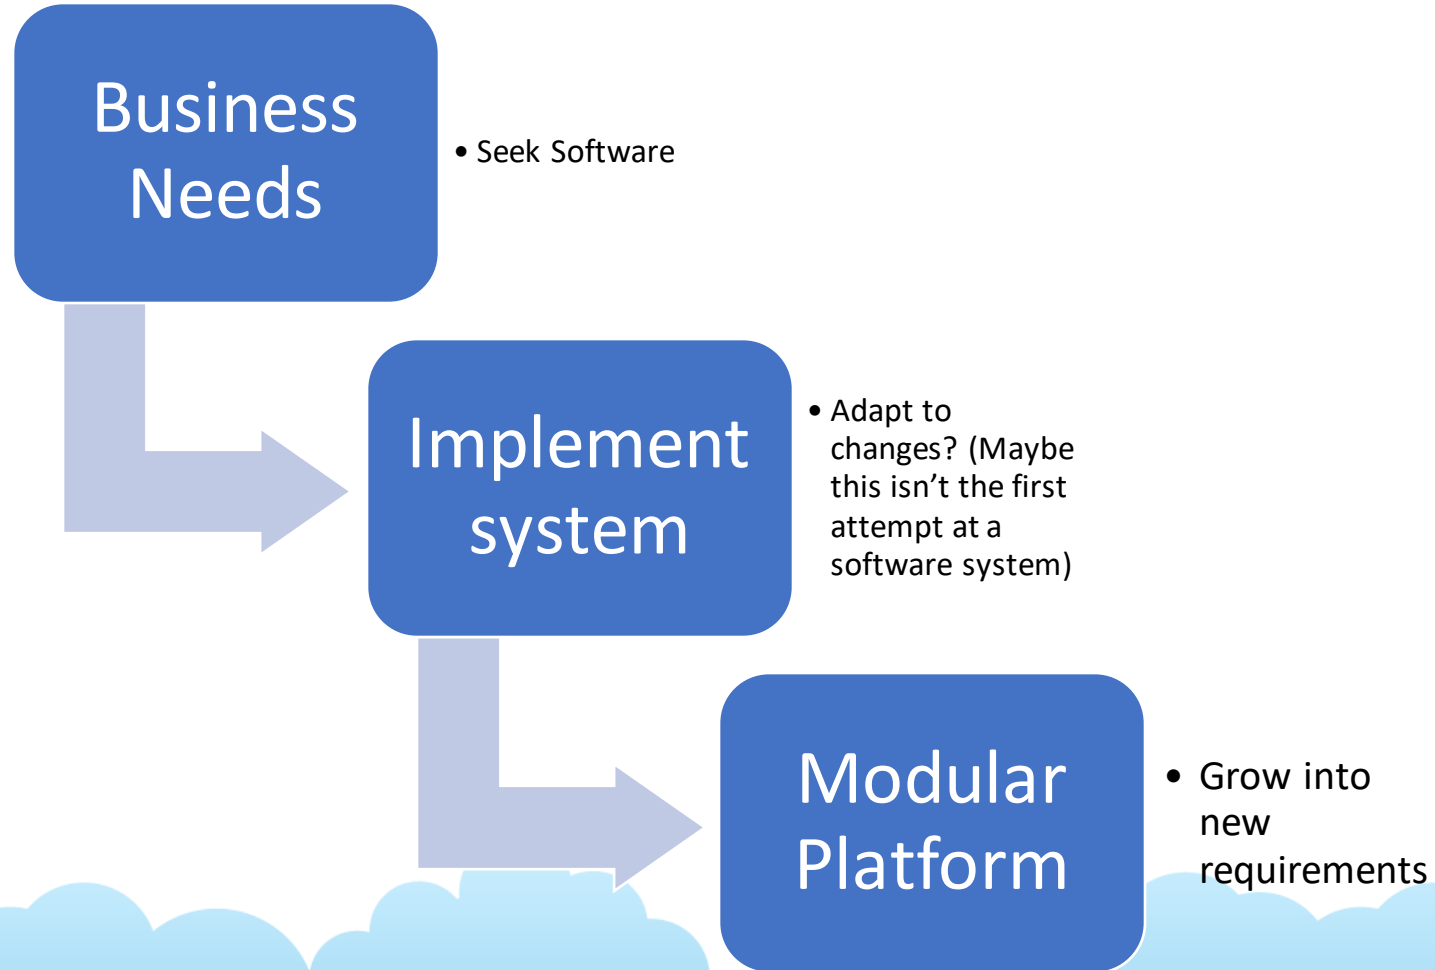 Business
Needs
• Seek Software
Implement
system
• Adapt to
changes? (Maybe
this isn’t the first
attempt at a
software system)
Modular
Platform
• Grow into
new
requirements